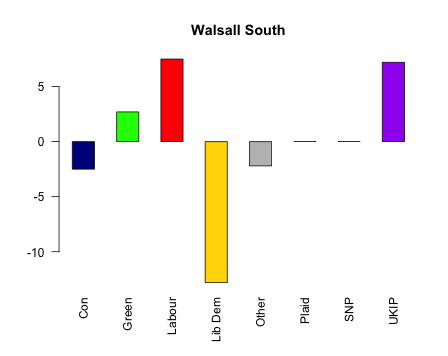 Walsall South
5
0
-5
-10
Con
Green
Labour
Lib Dem
Other
Plaid
SNP
UKIP